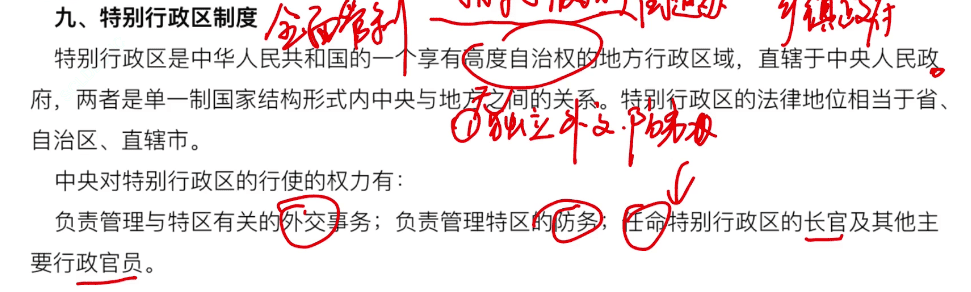 九、特别行政区制度
全面管制
乡镇政府
特别行政区是中华人民共和国的一个享有高度自治权的地方行政区域，直辖于中央人民政
府，两者是单一制国家结构形式内中央与地方之间的关系。特别行政区的法律地位相当于省、
①无独立外交.防务权
自治区、直辖市。
中央对特别行政区的行使的权力有：
负责管理与特区有关的外交事务；负责管理特区的防务；任命特别行政区的长官及其他主
要行政官员。